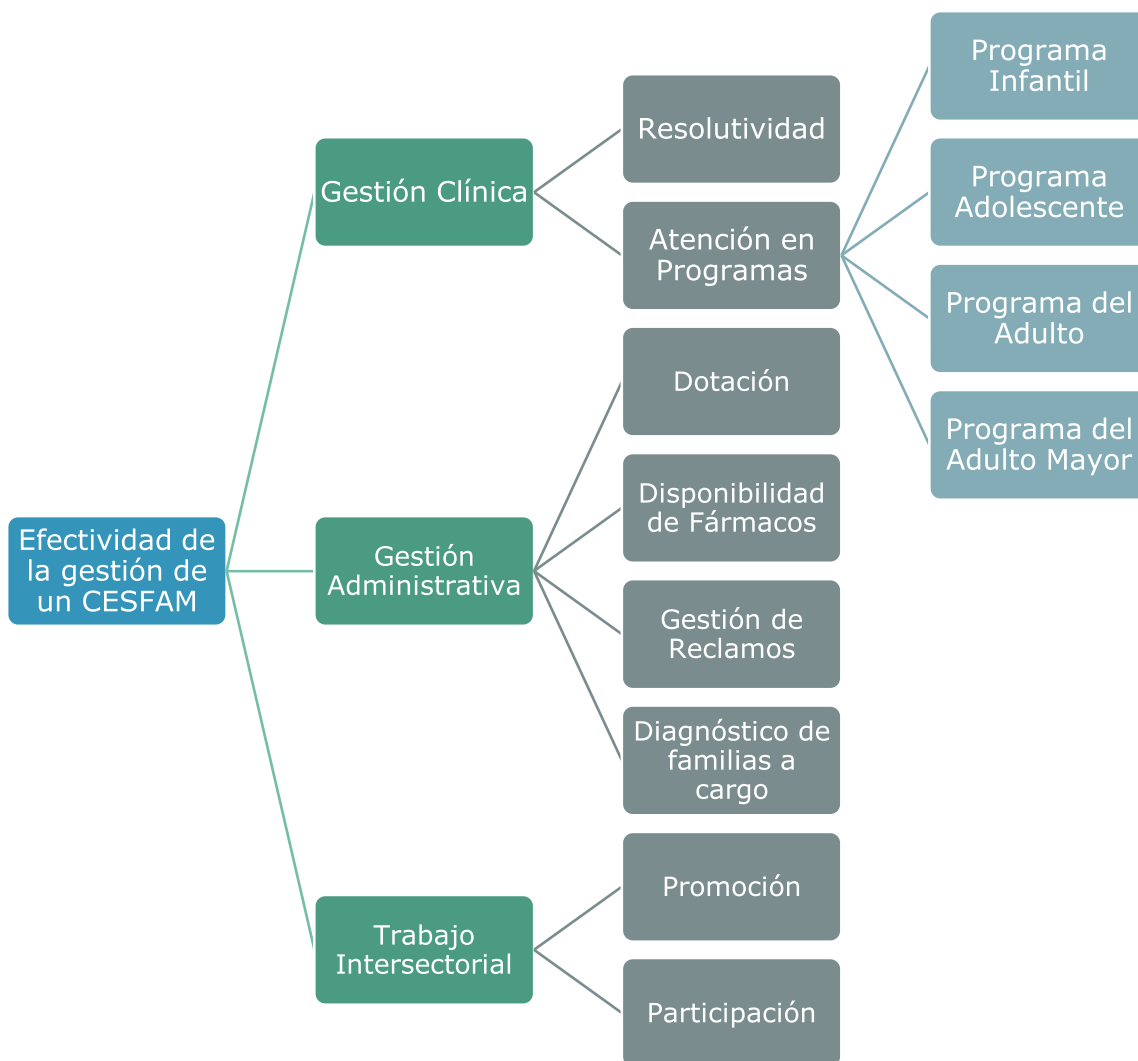 Efectividad de
la gestión de
un CESFAM
Gestión Clínica
Resolutividad
Atención en
Programas
Programa
Infantil
Programa
Adolescente
Programa del
Adulto
Programa del
Adulto Mayor
Gestión
Administrativa
Dotación
Disponibilidad
de Fármacos
Gestión de
Reclamos
Diagnóstico de
familias a
cargo
Trabajo
Intersectorial
Promoción
Participación